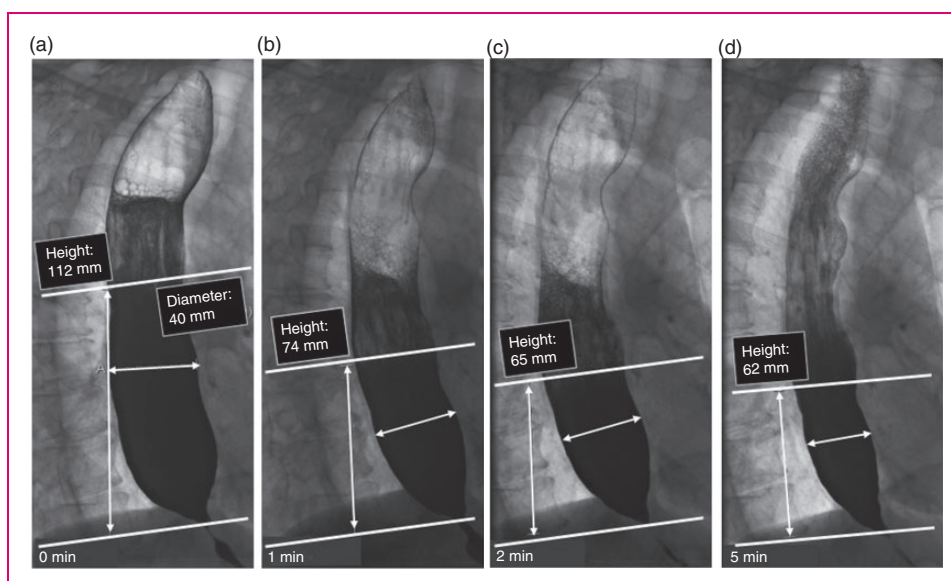 (a)
(b)
(c)
(d)
Height:
112 mm
Diameter:
40 mm
Height:
74 mm
Height:
65 mm
Height:
62 mm
A
0 min
1 min
2 min
5 min